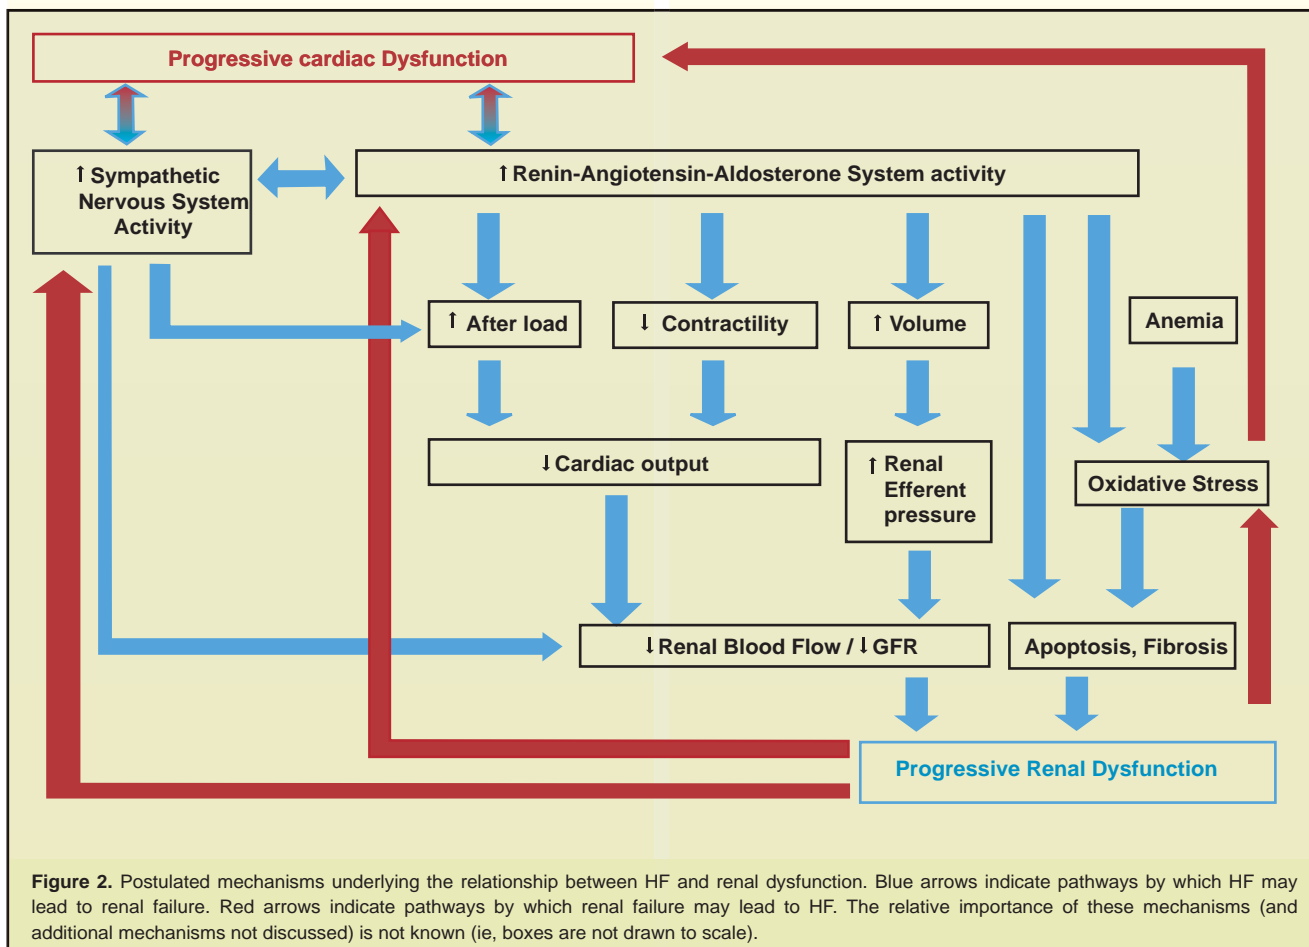 Progressive cardiac Dysfunction
↑ Sympathetic
Nervous System
Activity
↑ Renin-Angiotensin-Aldosterone System activity
↑ After load
↓ Contractility
↑ Volume
Anemia
↓ Cardiac output
↑ Renal
Efferent
pressure
Oxidative Stress
↓ Renal Blood Flow / ↓ GFR
Apoptosis, Fibrosis
Progressive Renal Dysfunction
Figure 2. Postulated mechanisms underlying the relationship between HF and renal dysfunction. Blue arrows indicate pathways by which HF may
lead to renal failure. Red arrows indicate pathways by which renal failure may lead to HF. The relative importance of these mechanisms (and
additional mechanisms not discussed) is not known (ie, boxes are not drawn to scale).